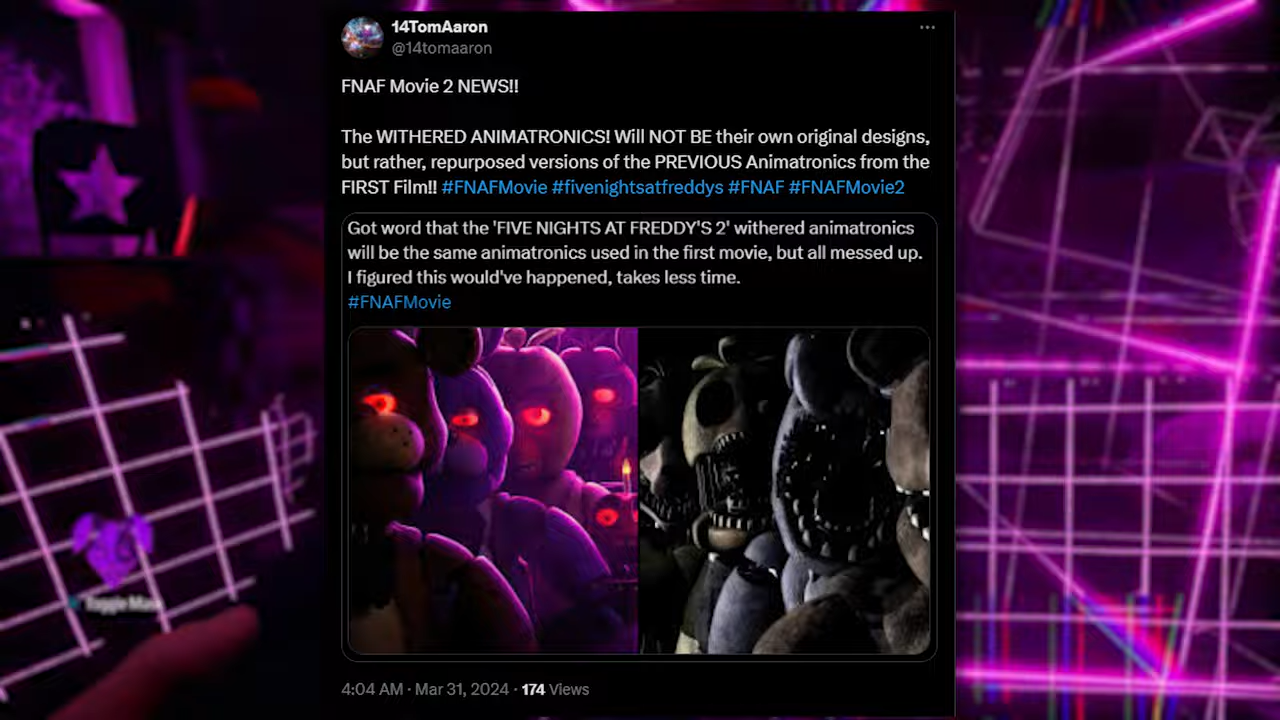 14TomAaron
@14tomaaron
FNAF Movie 2 NEWS!!
The WITHERED ANIMATRONICS! Will NOT BE their own original designs,
but rather, repurposed versions of the PREVIOUS Animatronics from the
FIRST Film!! #FNAFMovie #fivenightsatfreddys #FNAF #FNAFMovie2
Got word that the 'FIVE NIGHTS AT FREDDY'S 2' withered animatronics
will be the same animatronics used in the first movie, but all messed up.
I figured this would've happened, takes less time.
#FNAFMovie
4:04 AM · Mar 31, 2024 · 174 Views